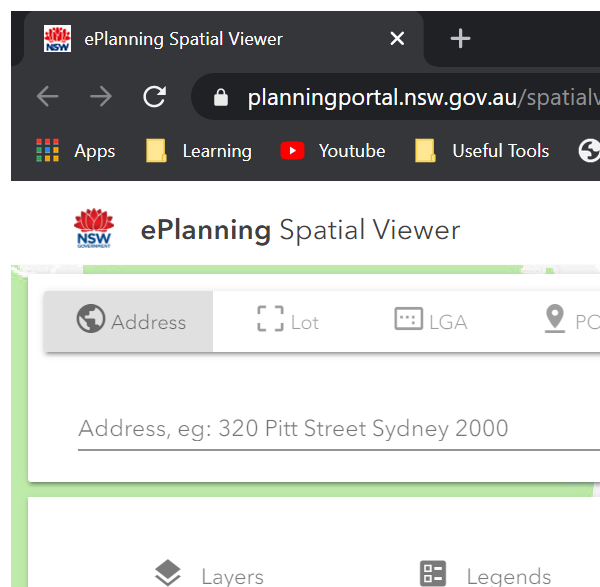 NSW ePlanning Spatial Viewer
planningportal.nsw.gov.au/spatialv
Apps Learning Youtube Useful Tools
NSW GOVERNMENT ePlanning Spatial Viewer
Address Lot LGA PO
Address, eg: 320 Pitt Street Sydney 2000
Layers Legends